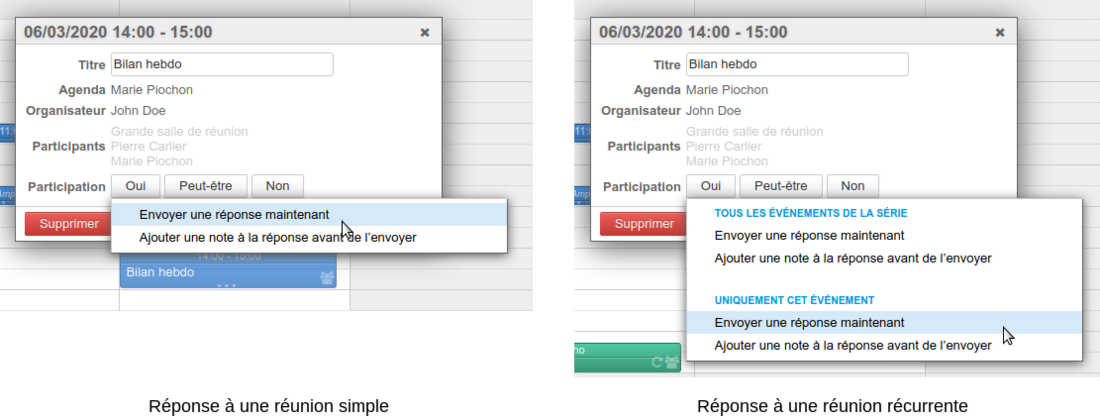 06/03/2020 14:00 - 15:00
Titre Bilan hebdo
Agenda Marie Piochon
Organisateur John Doe
Participants Grande salle de réunion
Pierre Carlier
Marie Piochon
Participation Oui Peut-être Non
Supprimer
Envoyer une réponse maintenant
Ajouter une note à la réponse avant de l'envoyer
14:00 - 15:00
Bilan hebdo
Réponse à une réunion simple
06/03/2020 14:00 - 15:00
Titre Bilan hebdo
Agenda Marie Piochon
Organisateur John Doe
Participants Grande salle de réunion
Pierre Carlier
Marie Piochon
Participation Oui Peut-être Non
Supprimer
TOUS LES ÉVÉNEMENTS DE LA SÉRIE
Envoyer une réponse maintenant
Ajouter une note à la réponse avant de l'envoyer
UNIQUEMENT CET ÉVÉNEMENT
Envoyer une réponse maintenant
Ajouter une note à la réponse avant de l'envoyer
Réponse à une réunion récurrente